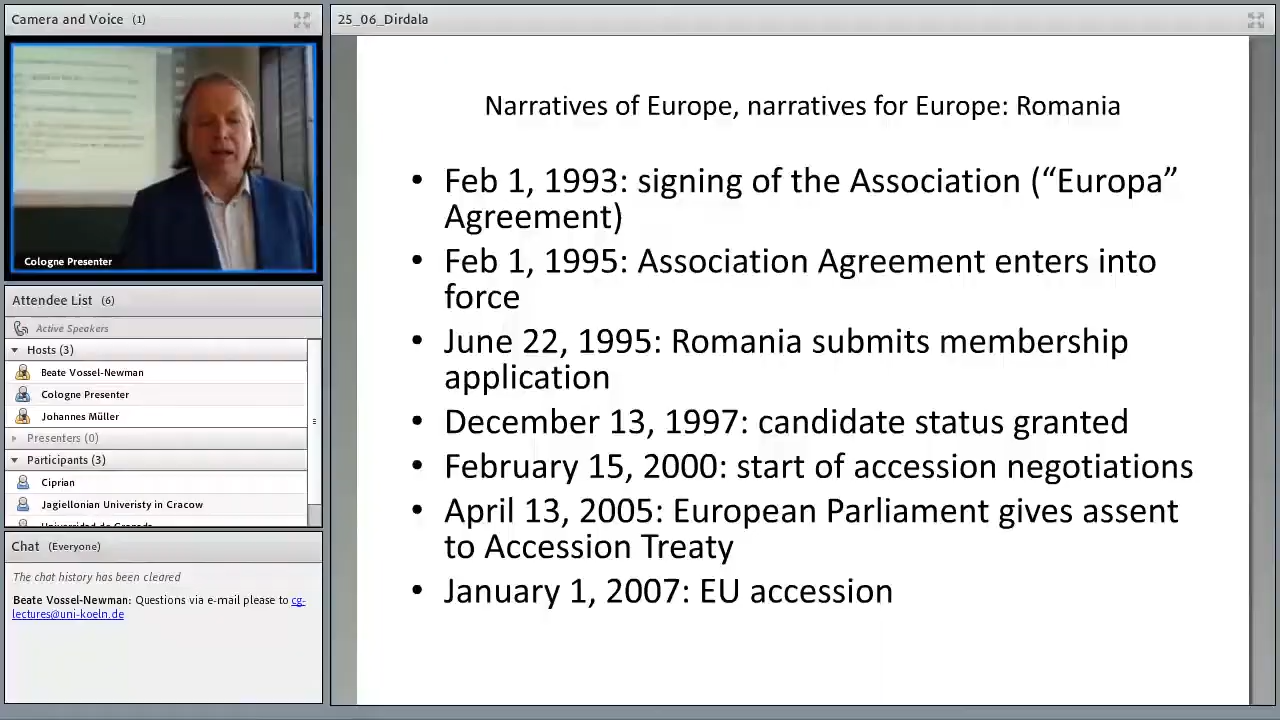 Camera and Voice (1)
Cologne Presenter
Attendee List (6)
Active Speakers
Hosts (3)
Beate Vossel-Newman
Cologne Presenter
Johannes Müller
Presenters (0)
Participants (3)
Ciprian
Jagiellonian Univeristy in Cracow
Chat (Everyone)
The chat history has been cleared
Beate Vossel-Newman: Questions via e-mail please to cg-
lectures@uni-koeln.de
25_06_Dirdala
Narratives of Europe, narratives for Europe: Romania
• Feb 1, 1993: signing of the Association (“Europa”
Agreement)
• Feb 1, 1995: Association Agreement enters into
force
• June 22, 1995: Romania submits membership
application
• December 13, 1997: candidate status granted
• February 15, 2000: start of accession negotiations
• April 13, 2005: European Parliament gives assent
to Accession Treaty
• January 1, 2007: EU accession